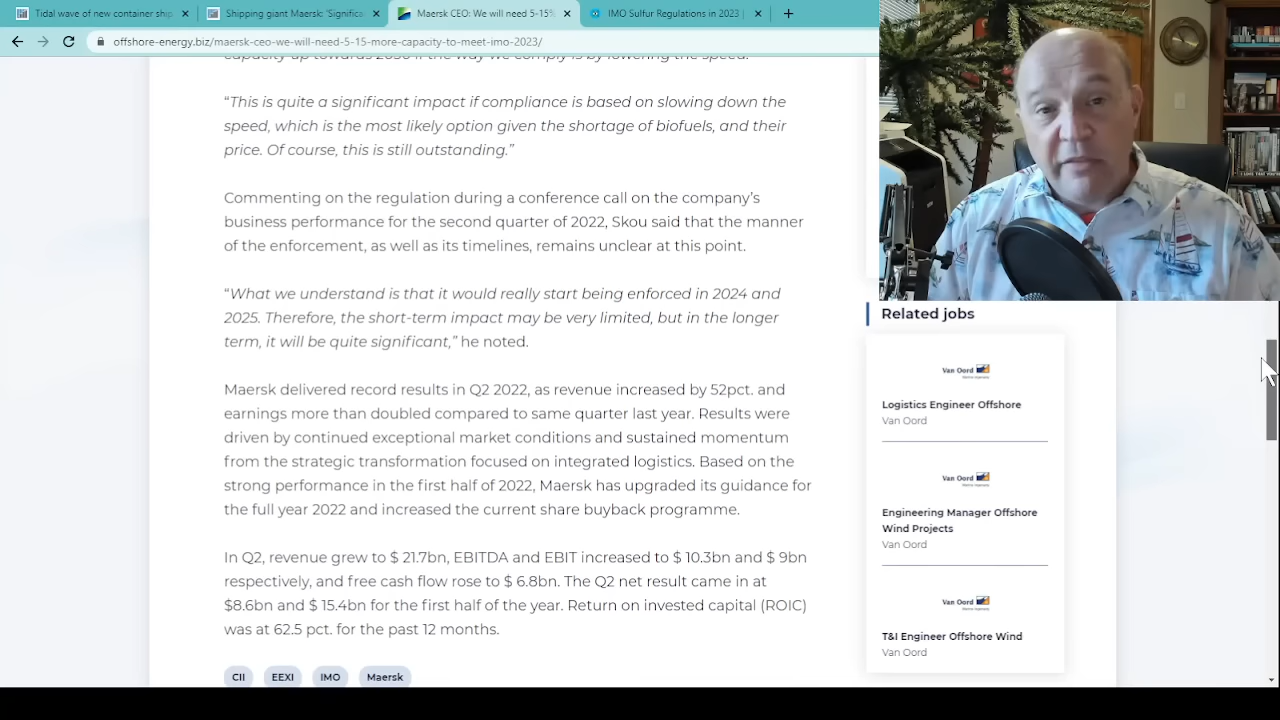 Tidal wave of new container ship
Shipping giant Maersk 'Significa
Maersk CEO: We will need 5-15%
IMO Sulfur Regulations in 2023 |
offshore-energy.biz/maersk-ceo-we-will-need-5-15-more-capacity-to-meet-imo-2023/
capacity up towards 2030 if the way we comply is by lowering the speed.
“This is quite a significant impact if compliance is based on slowing down the
speed, which is the most likely option given the shortage of biofuels, and their
price. Of course, this is still outstanding.”
Commenting on the regulation during a conference call on the company’s
business performance for the second quarter of 2022, Skou said that the manner
of the enforcement, as well as its timelines, remains unclear at this point.
“What we understand is that it would really start being enforced in 2024 and
2025. Therefore, the short-term impact may be very limited, but in the longer
term, it will be quite significant,” he noted.
Maersk delivered record results in Q2 2022, as revenue increased by 52pct. and
earnings more than doubled compared to same quarter last year. Results were
driven by continued exceptional market conditions and sustained momentum
from the strategic transformation focused on integrated logistics. Based on the
strong performance in the first half of 2022, Maersk has upgraded its guidance for
the full year 2022 and increased the current share buyback programme.
In Q2, revenue grew to $ 21.7bn, EBITDA and EBIT increased to $ 10.3bn and $ 9bn
respectively, and free cash flow rose to $ 6.8bn. The Q2 net result came in at
$8.6bn and $ 15.4bn for the first half of the year. Return on invested capital (ROIC)
was at 62.5 pct. for the past 12 months.
CII EEXI IMO Maersk
Related jobs
Van Oord
Logistics Engineer Offshore
Van Oord
Van Oord
Engineering Manager Offshore
Wind Projects
Van Oord
Van Oord
T&I Engineer Offshore Wind
Van Oord